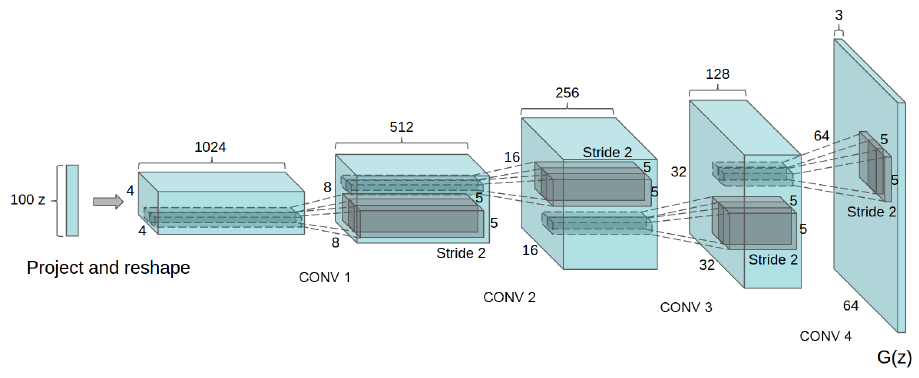 100 z
Project and reshape
4
4
1024
CONV 1
512
8
8
5
5
Stride 2
CONV 2
256
16
16
Stride 2
5
5
CONV 3
128
32
32
5
5
Stride 2
CONV 4
3
64
64
5
5
Stride 2
G(z)